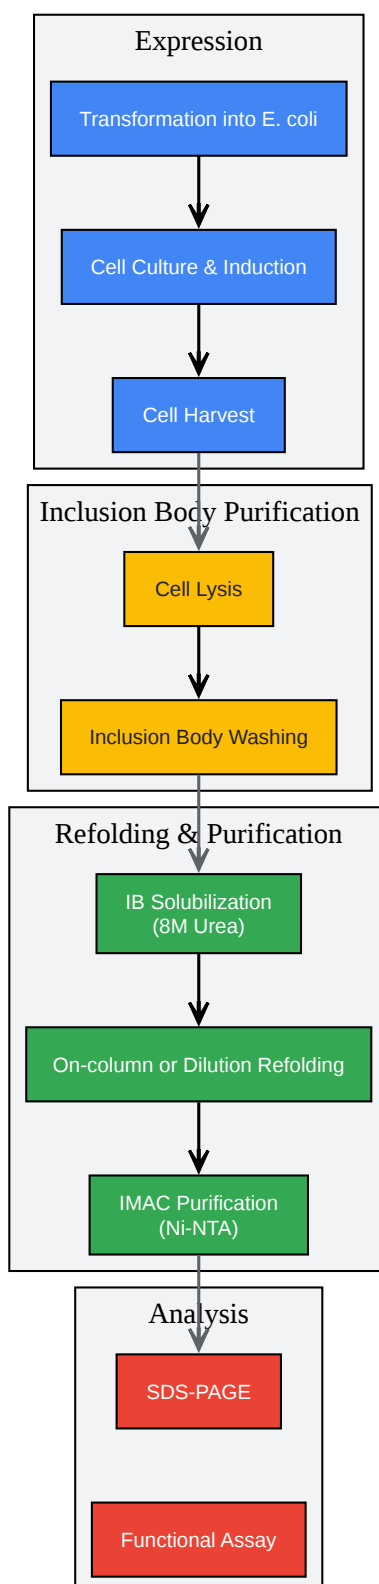 Expression
Transformation into E. coli
Cell Culture & Induction
Cell Harvest
Inclusion Body Purification
Cell Lysis
Inclusion Body Washing
Refolding & Purification
IB Solubilization
(8M Urea)
On-column or Dilution Refolding
IMAC Purification
(Ni-NTA)
Analysis
SDS-PAGE
Functional Assay